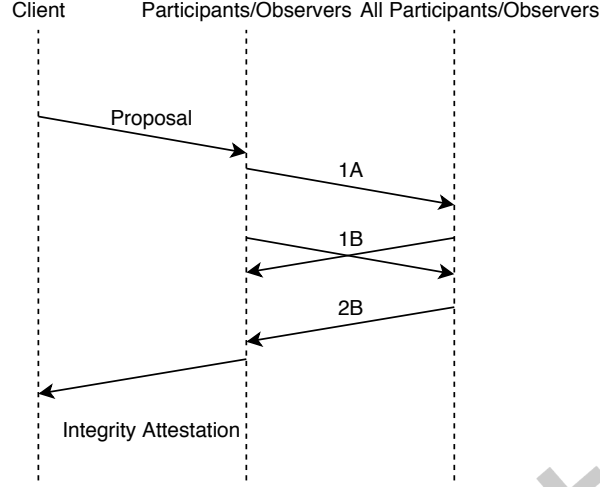 Client
Participants/Observers
All Participants/Observers
Proposal
1A
1B
2B
Integrity Attestation